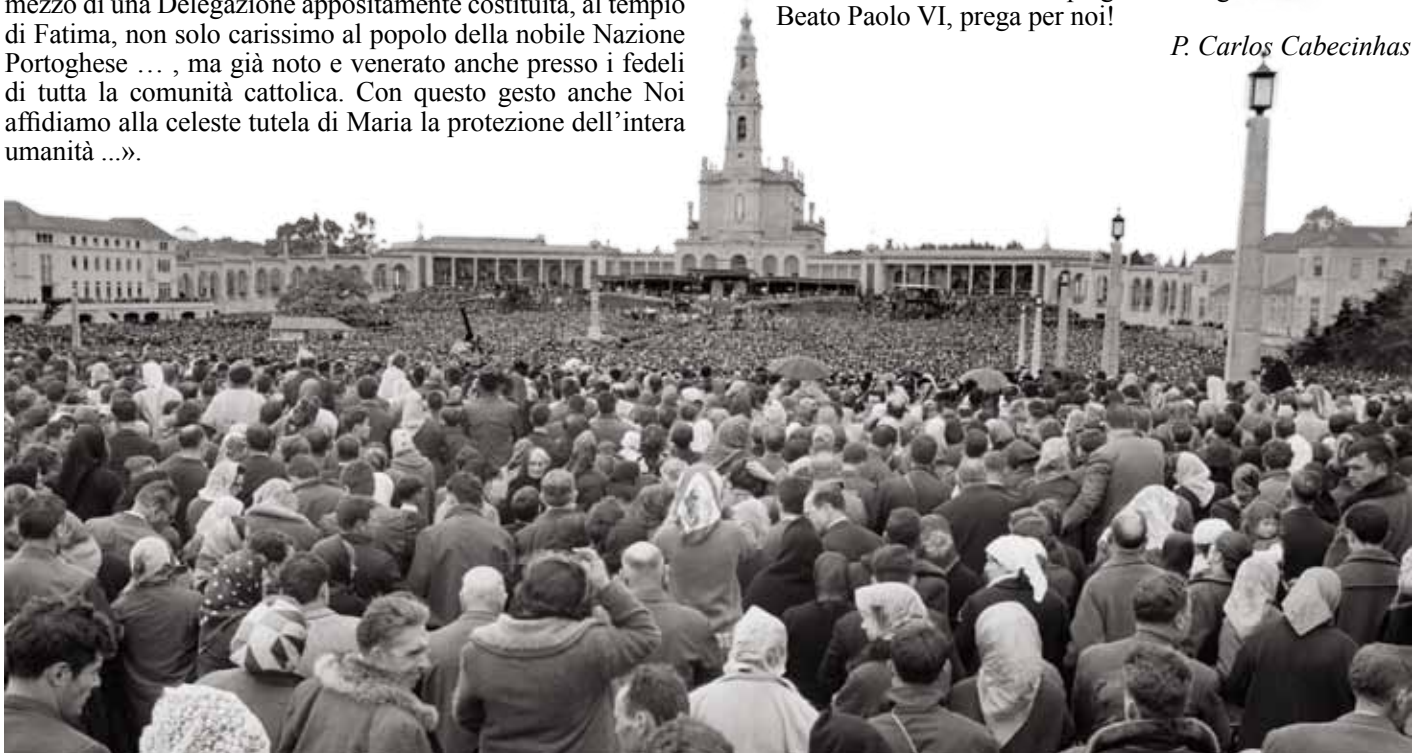 mezzo di una Delegazione appositamente costituita, al tempio
di Fatima, non solo carissimo al popolo della nobile Nazione
Portoghese … , ma già noto e venerato anche presso i fedeli
di tutta la comunità cattolica. Con questo gesto anche Noi
affidiamo alla celeste tutela di Maria la protezione dell’intera
umanità ...».
Beato Paolo VI, prega per noi!
P. Carlos Cabecinhas